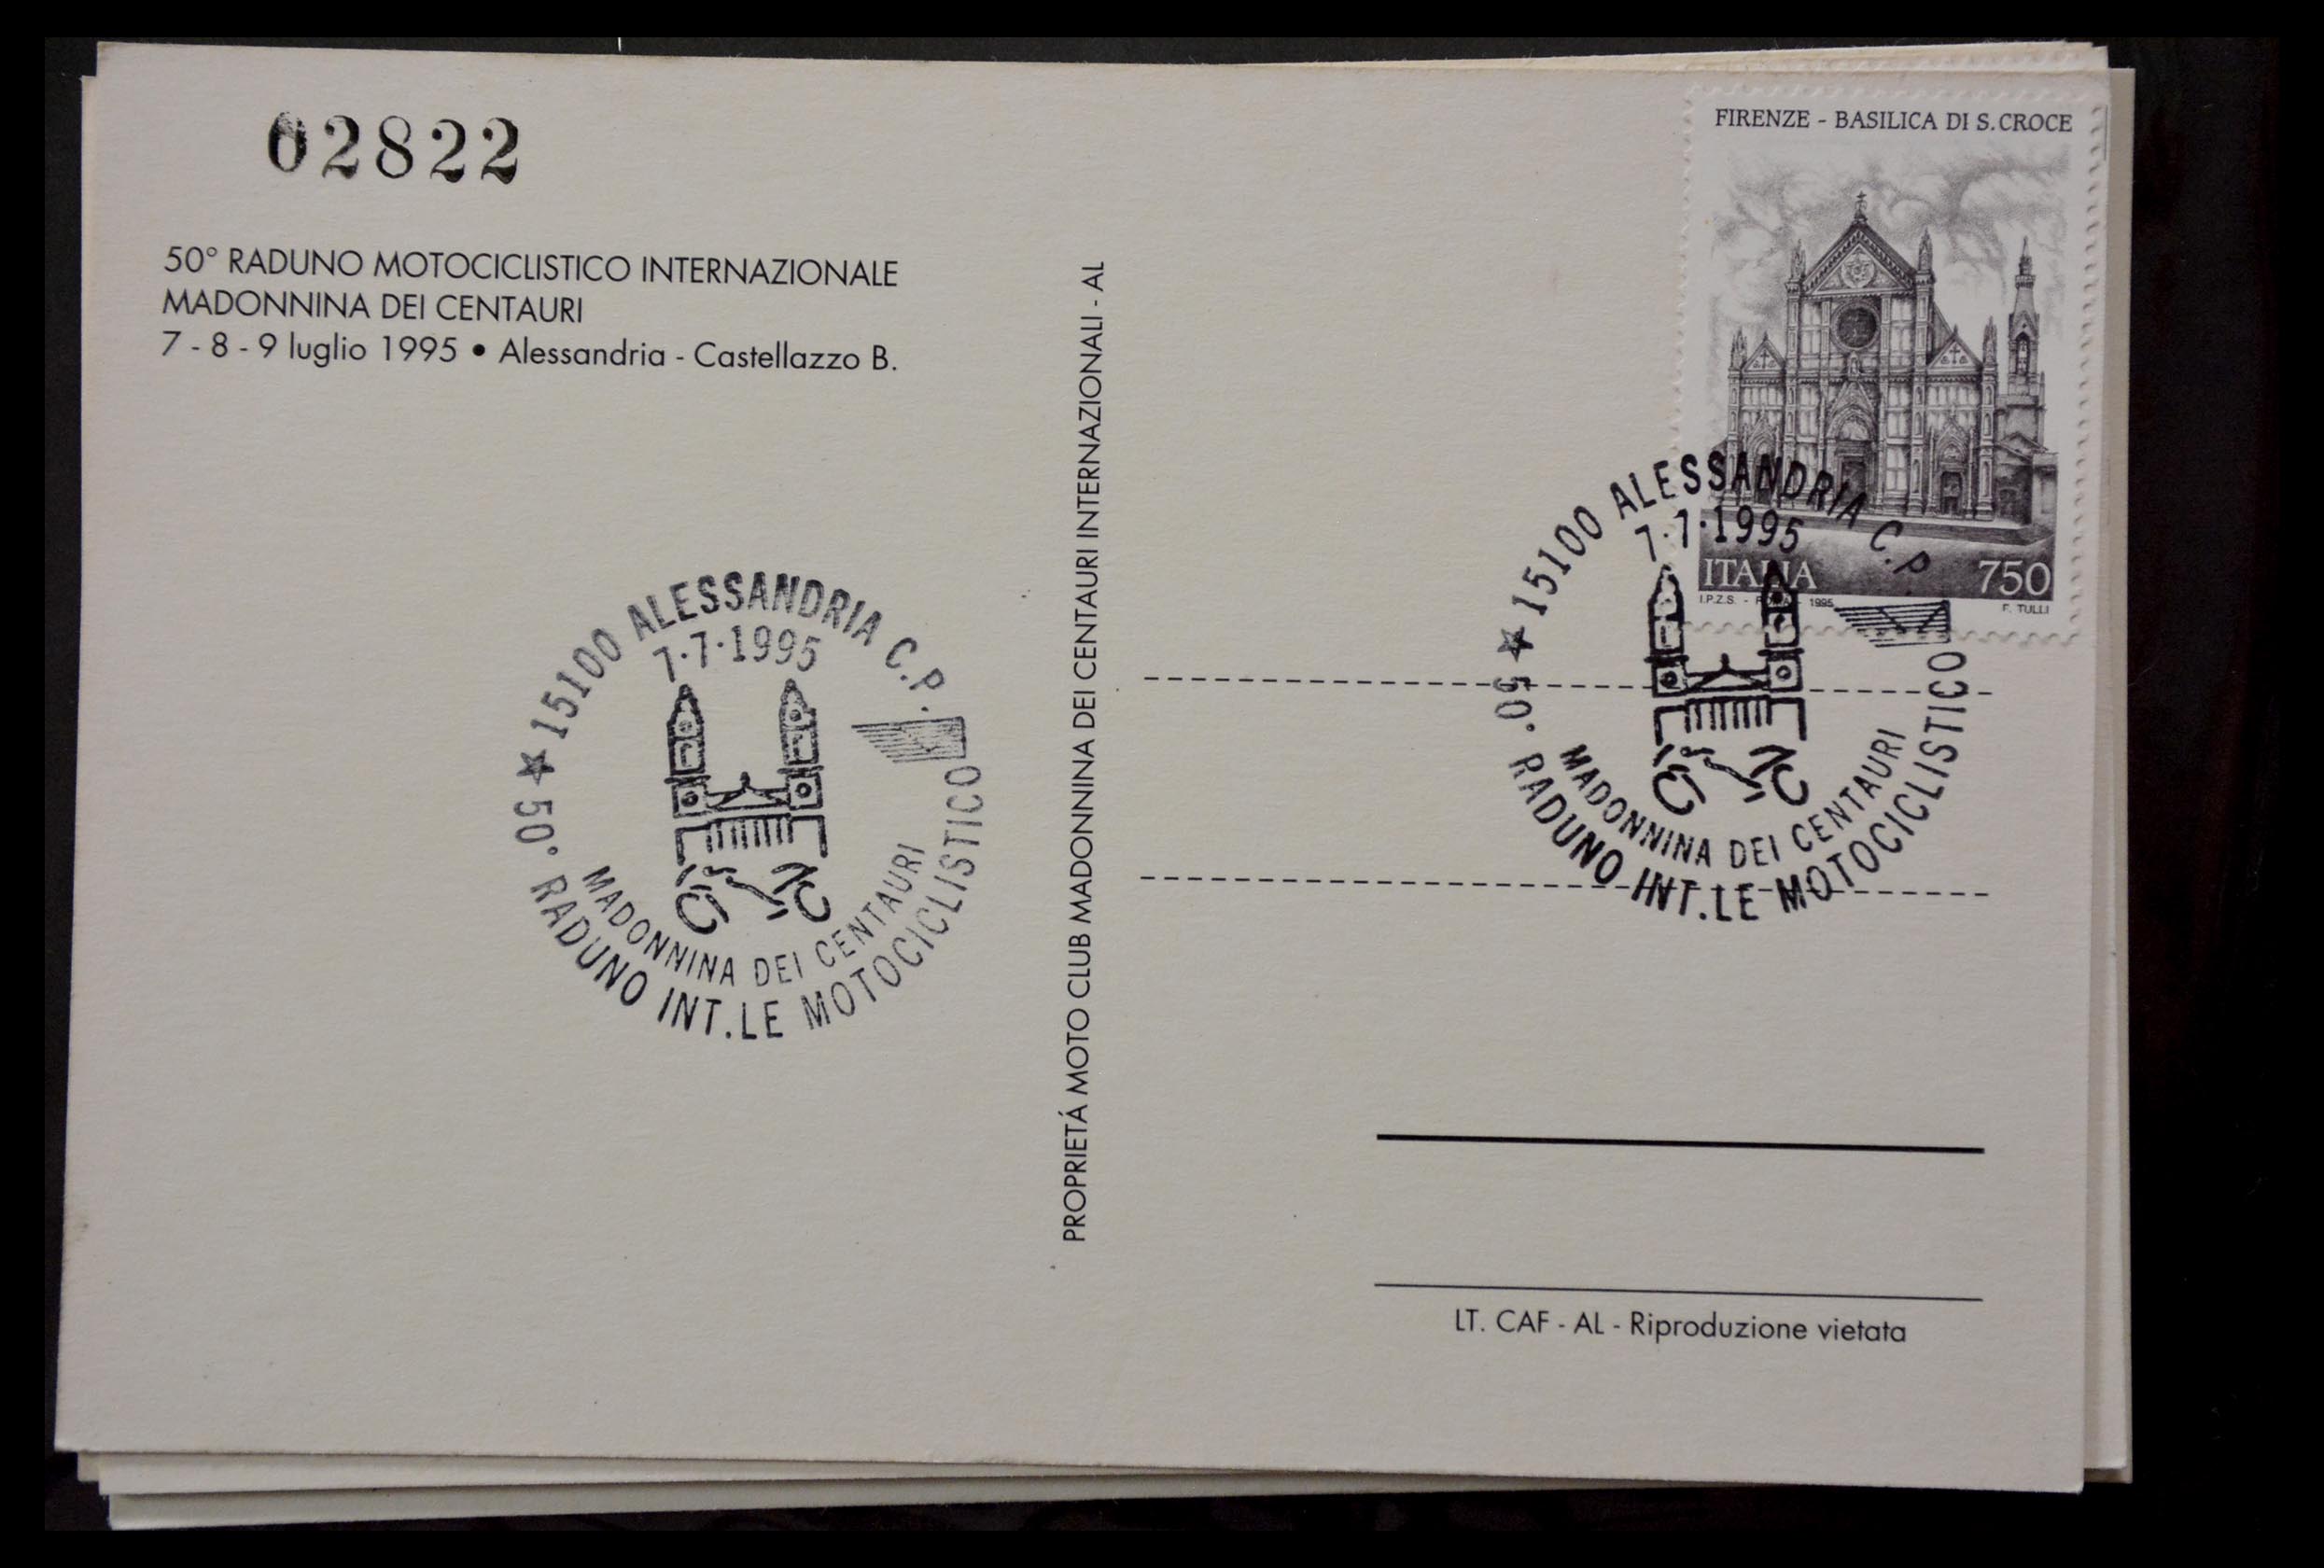 02822
50° RADUNO MOTOCICLISTICO INTERNAZIONALE
MADONNINA DEI CENTAURI
7 - 8 - 9 luglio 1995 • Alessandria - Castellazzo B.
15100 ALESSANDRIA C.P.
7·7·1995
MADONNINA DEI CENTAURI
50° RADUNO INT.LE MOTOCICLISTICO
PROPRIETÁ MOTO CLUB MADONNINA DEI CENTAURI INTERNAZIONALI - AL
FIRENZE - BASILICA DI S. CROCE
ITALIA 750
I.P.Z.S. - ROMA - 1995 F. TULLI
15100 ALESSANDRIA C.P.
7·7·1995
MADONNINA DEI CENTAURI
50° RADUNO INT.LE MOTOCICLISTICO
LT. CAF - AL - Riproduzione vietata